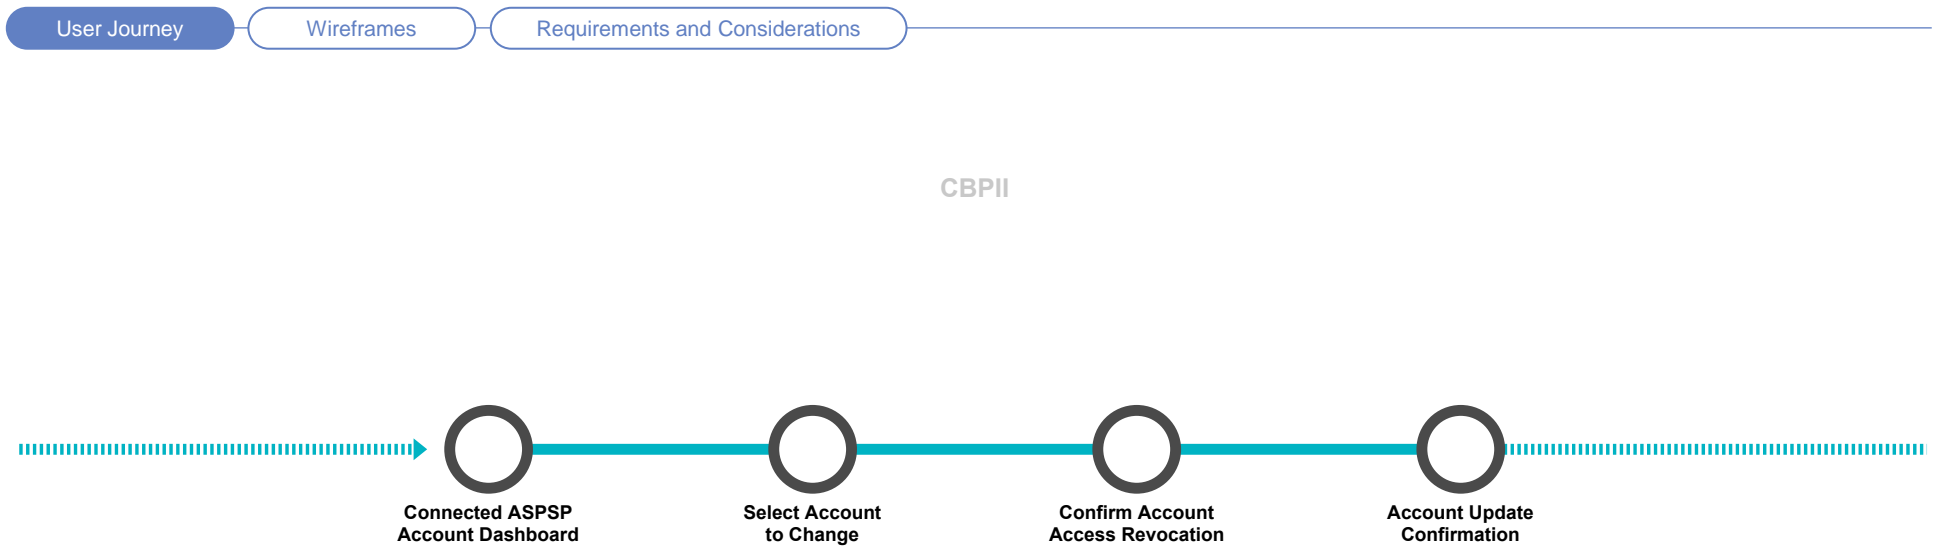 User Journey
Wireframes
Requirements and Considerations
CBPII
Connected ASPSP
Account Dashboard
Select Account
to Change
Confirm Account
Access Revocation
Account Update
Confirmation